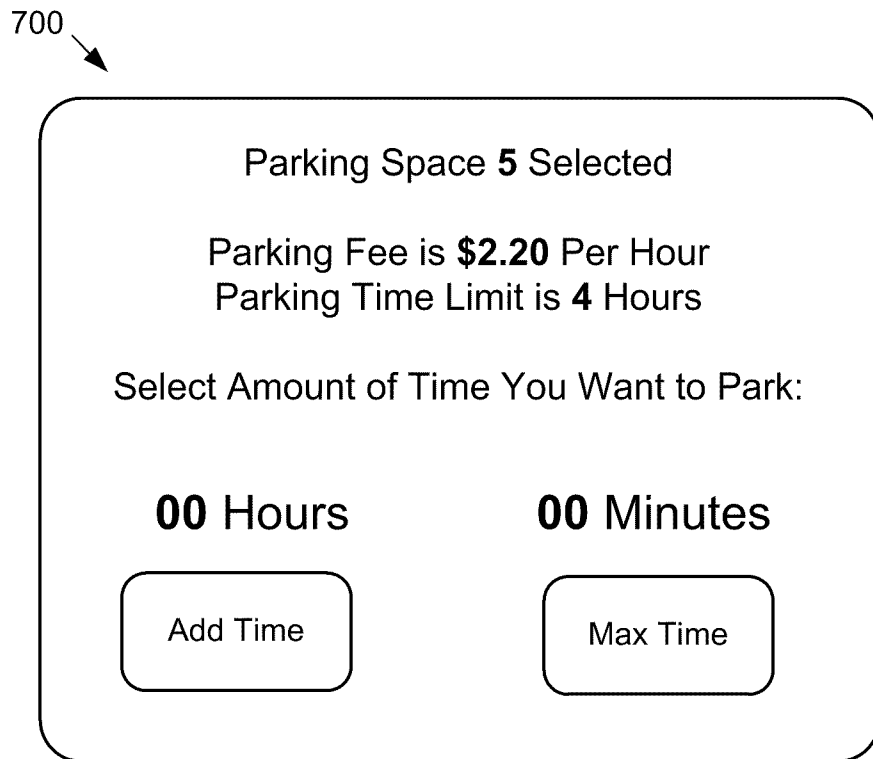 700
Parking Space 5 Selected
Parking Fee is $2.20 Per Hour
Parking Time Limit is 4 Hours
Select Amount of Time You Want to Park:
00 Hours 00 Minutes
Add Time Max Time